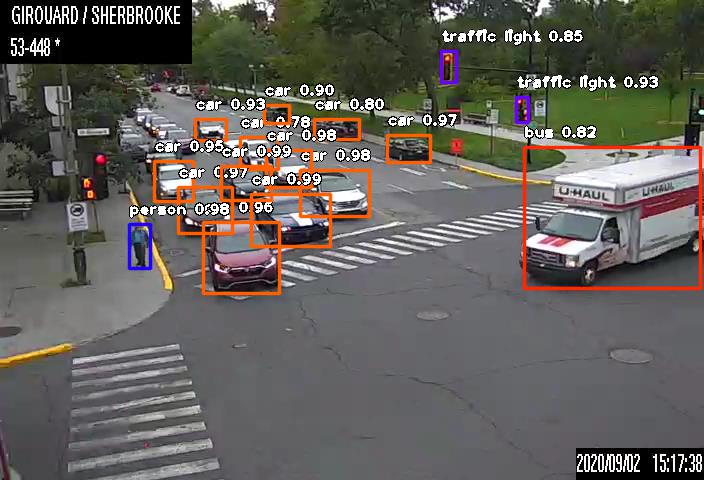 GIROUARD / SHERBROOKE
53-448 *
traffic light 0.85
traffic light 0.93
car 0.90
car 0.93
car 0.80
car 0.78
car 0.97
car 0.98
bus 0.82
car 0.95
car 0.99
car 0.98
car 0.97
car 0.99
U-HAUL
U-HAUL
person 0.98
0.96
2020/09/02 15:17:38